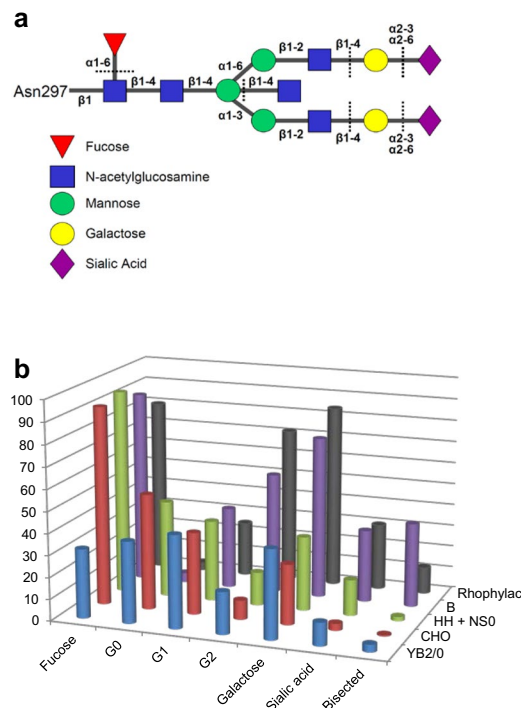 a
α2-3
α2-6
β1-2
β1-4
α1-6
α1-6
β1-4
β1-4
β1-4
Asn297
β1
α1-3
β1-2
β1-4
α2-3
α2-6
Fucose
N-acetylglucosamine
Mannose
Galactose
Sialic Acid
b
100
90
80
70
60
50
40
30
20
10
0
Rhophylac
B
HH + NS0
CHO
YB2/0
Fucose
G0
G1
G2
Galactose
Sialic acid
Bisected